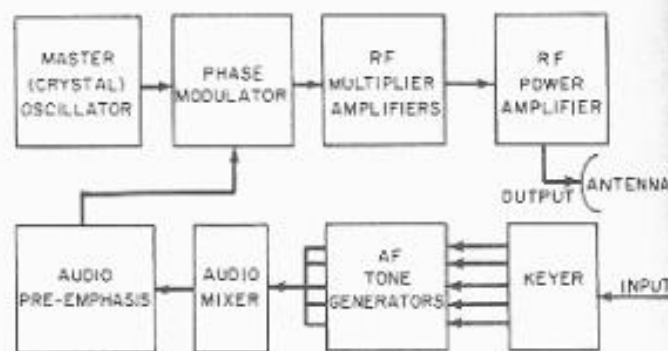 MASTER
(CRYSTAL)
OSCILLATOR
PHASE
MODULATOR
RF
MULTIPLIER
AMPLIFIERS
RF
POWER
AMPLIFIER
OUTPUT
ANTENNA
AUDIO
PRE-EMPHASIS
AUDIO
MIXER
AF
TONE
GENERATORS
KEYER
INPUT